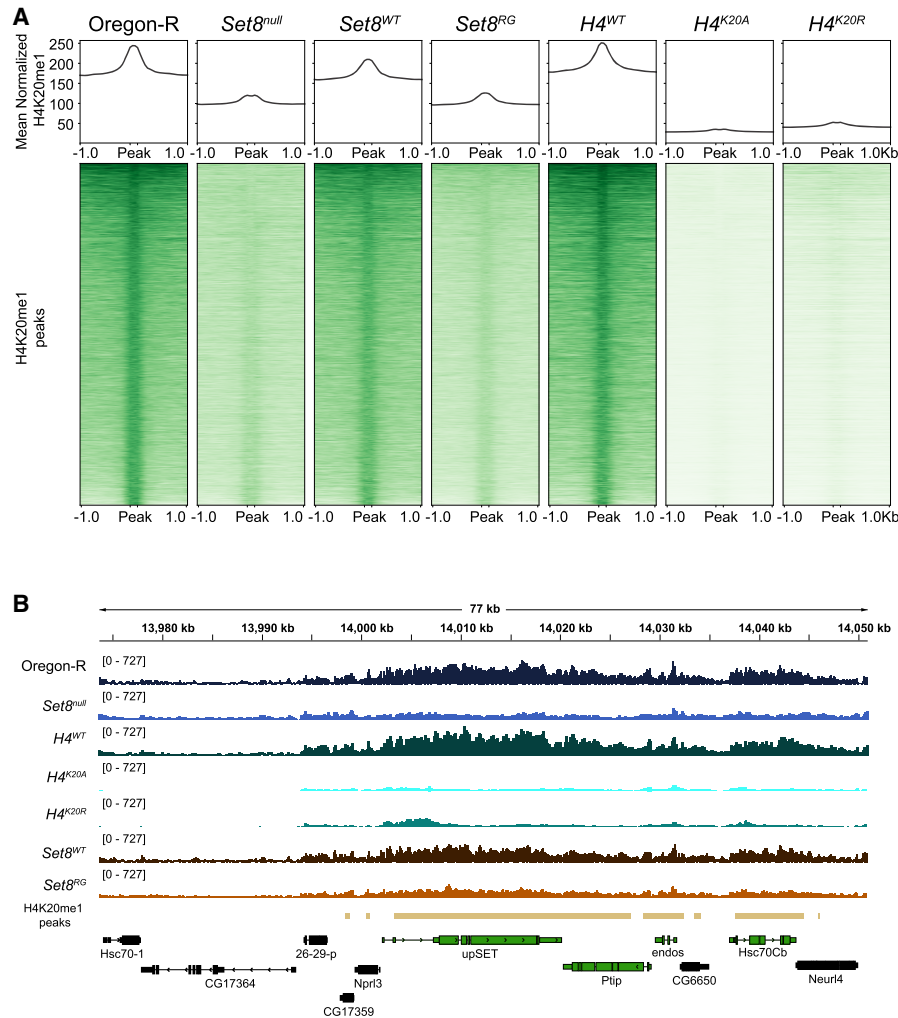 A
Oregon-R Set8null Set8WT Set8RG H4WT H4K20A H4K20R
Mean Normalized
H4K20me1
250
200
150
100
50
-1.0 Peak 1.0 -1.0 Peak 1.0 -1.0 Peak 1.0 -1.0 Peak 1.0 -1.0 Peak 1.0 -1.0 Peak 1.0 -1.0 Peak 1.0Kb
H4K20me1
peaks
-1.0 Peak 1.0 -1.0 Peak 1.0 -1.0 Peak 1.0 -1.0 Peak 1.0 -1.0 Peak 1.0 -1.0 Peak 1.0 -1.0 Peak 1.0Kb
B
77 kb
13,980 kb 13,990 kb 14,000 kb 14,010 kb 14,020 kb 14,030 kb 14,040 kb 14,050 kb
Oregon-R [0 - 727]
Set8null [0 - 727]
H4WT [0 - 727]
H4K20A [0 - 727]
H4K20R [0 - 727]
Set8WT [0 - 727]
Set8RG [0 - 727]
H4K20me1
peaks
Hsc70-1 26-29-p upSET endos Hsc70Cb
CG17364 Nprl3 Ptip CG6650 Neurl4
CG17359